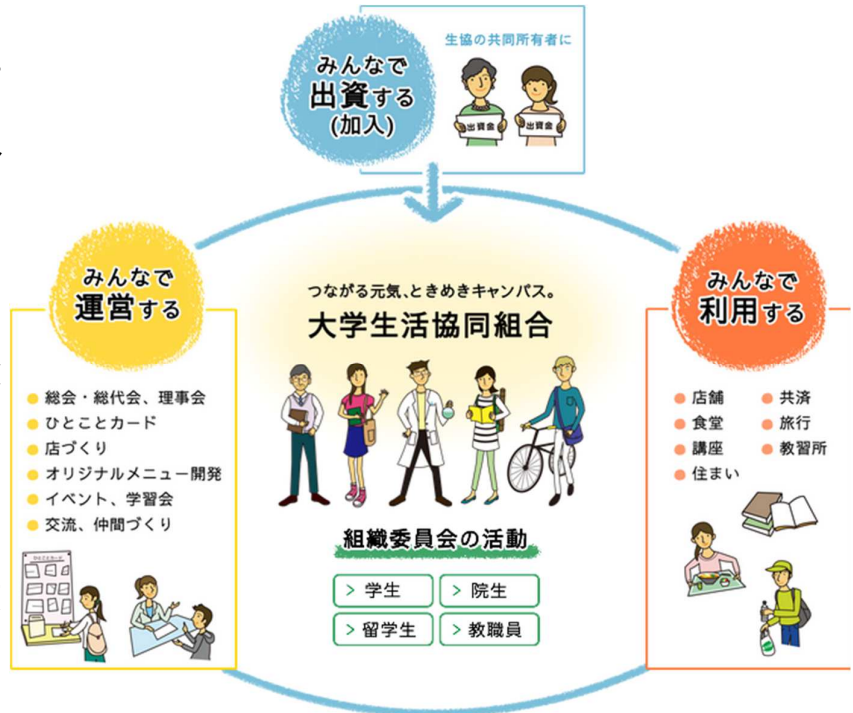 生協の共同所有者に
みんなで
出資する
(加入)
出資金
出資金
みんなで
運営する
総会・総代会、理事会
ひとことカード
店づくり
オリジナルメニュー開発
イベント、学習会
交流、仲間づくり
ひとことカード
つながる元気、ときめきキャンパス。
大学生活協同組合
組織委員会の活動
> 学生
> 院生
> 留学生
> 教職員
みんなで
利用する
店舗
共済
食堂
旅行
講座
教習所
住まい